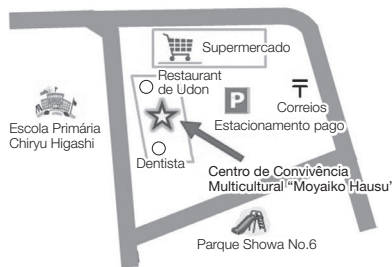 Supermercado
Restaurant
de Udon
P
Correios
Estacionamento pago
Escola Primária
Chiryu Higashi
Dentista
Centro de Convivência
Multicultural “Moyaiko Hausu”
Parque Showa No.6